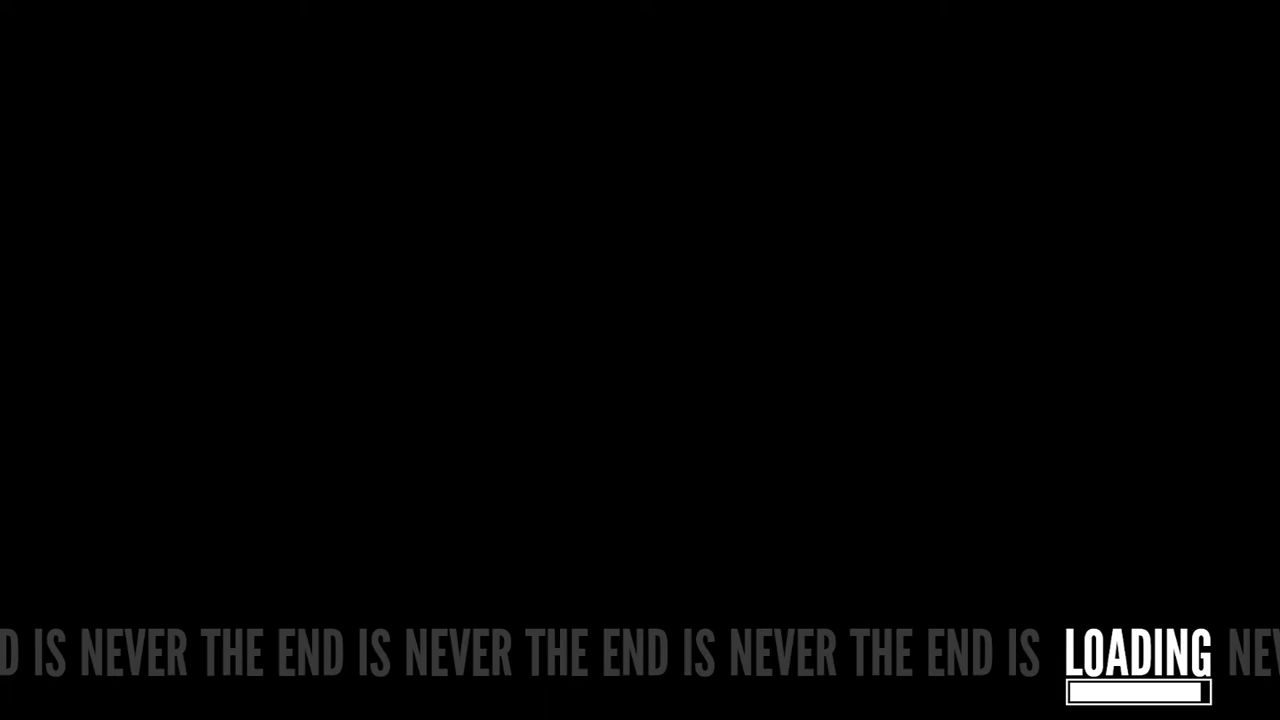 D IS NEVER THE END IS NEVER THE END IS NEVER THE END IS LOADING NEV